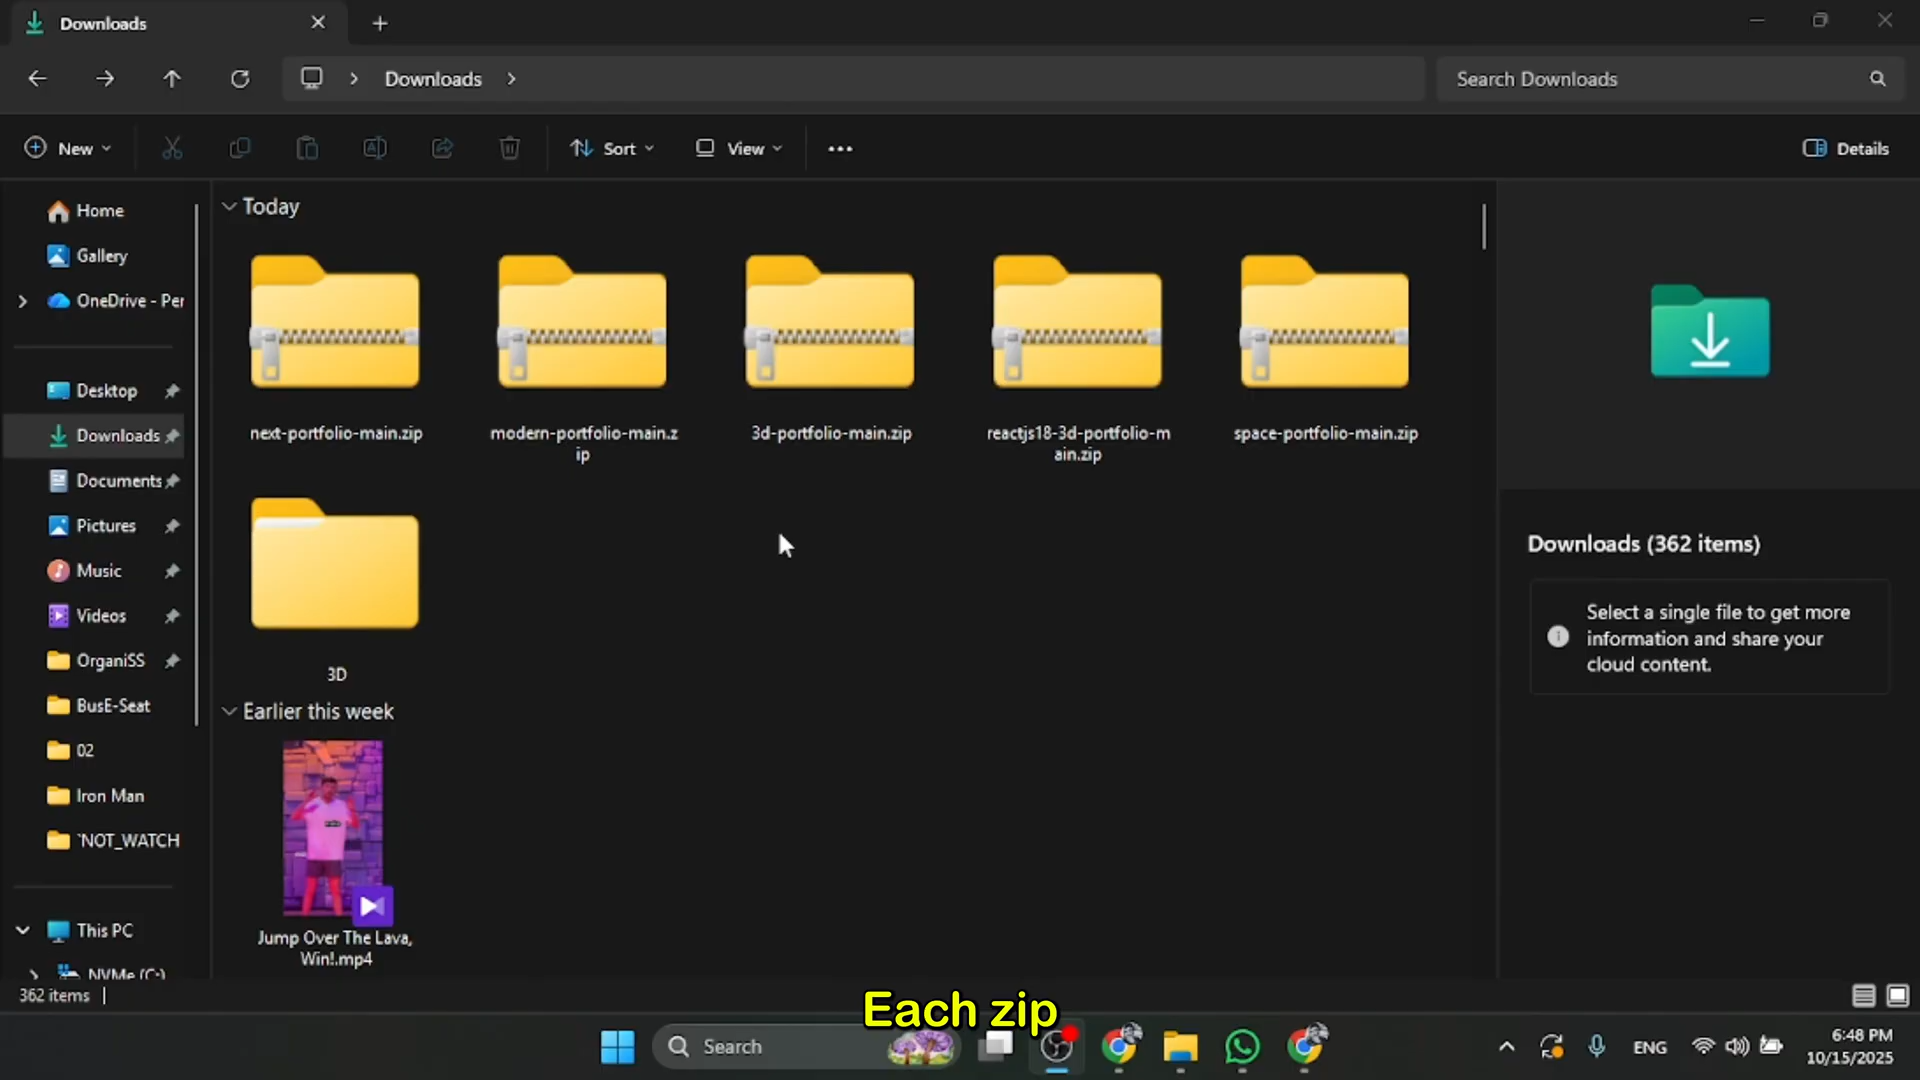 Downloads
Downloads
Search Downloads
New
Sort
View
Details
Home
Gallery
OneDrive - Per
Desktop
Downloads
Documents
Pictures
Music
Videos
OrganiSS
BusE-Seat
02
Iron Man
`NOT_WATCH
This PC
NVMe (C:)
Today
next-portfolio-main.zip
modern-portfolio-main.z
ip
3d-portfolio-main.zip
reactjs18-3d-portfolio-m
ain.zip
space-portfolio-main.zip
3D
Earlier this week
Jump Over The Lava,
Win!.mp4
Downloads (362 items)
Select a single file to get more
information and share your
cloud content.
362 items
Each zip
Search
ENG
6:48 PM
10/15/2025